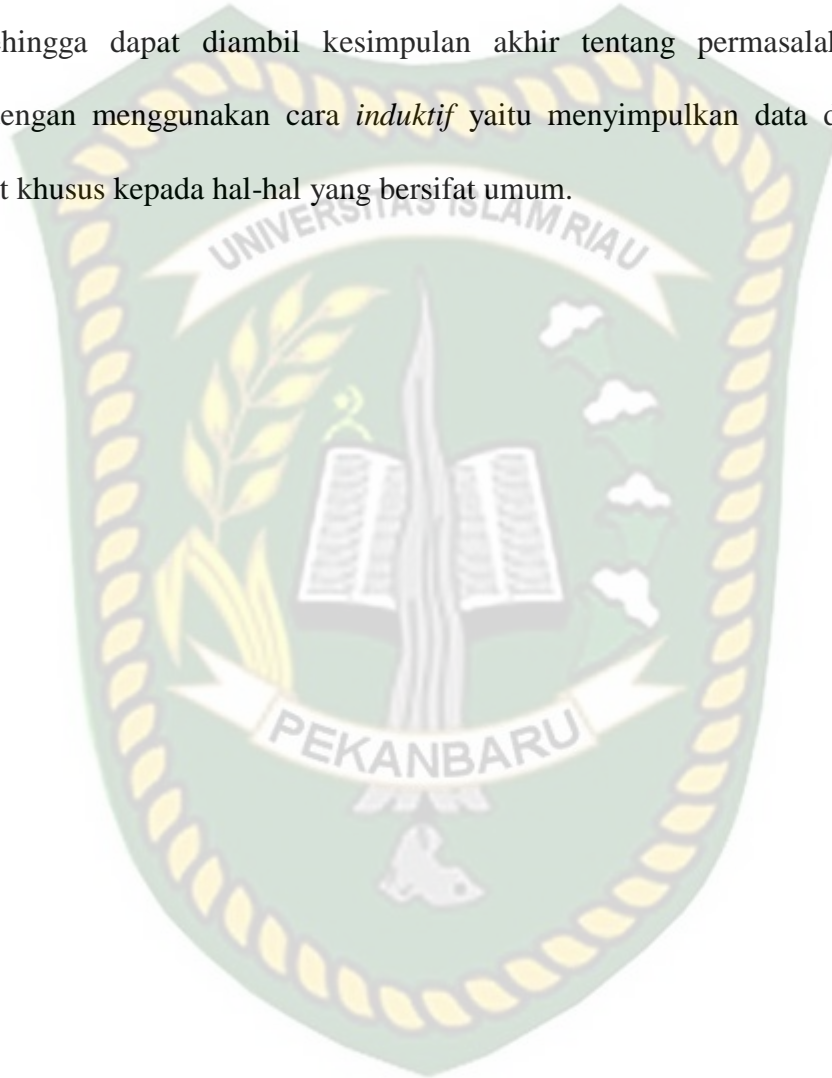 hingga dapat diambil kesimpulan akhir tentang permasalah
engan menggunakan cara induktif yaitu menyimpulkan data d
t khusus kepada hal-hal yang bersifat umum.
UNIVERSITAS ISLAM RIAU
PEKANBARU